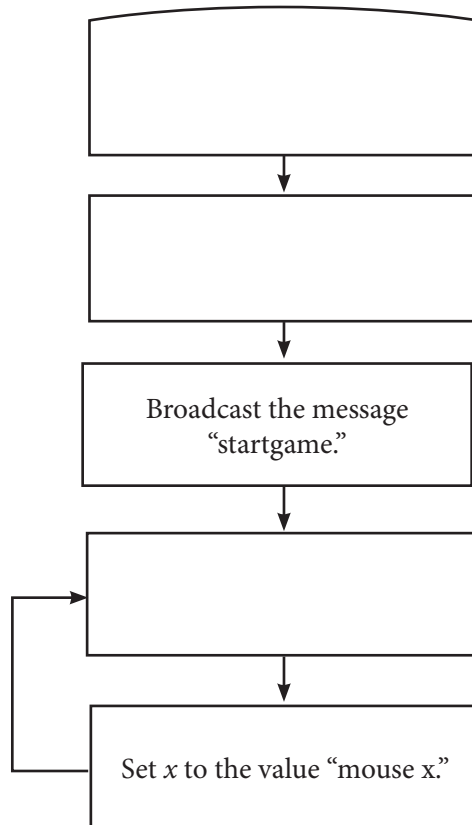 Broadcast the message
“startgame.”
Set x to the value “mouse x.”